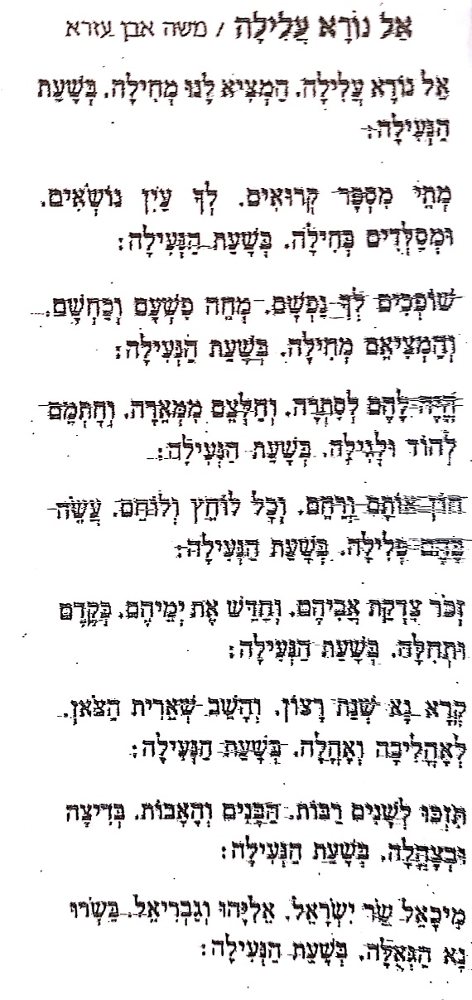 אֵל נוֹרָא עֲלִילָה / משה אבן עזרא
אֵל נוֹרָא עֲלִילָה. הַמְצִיא לָנוּ מְחִילָה. בְּשָׁעַת
הַנְּעִילָה:
מְתֵי מִסְפָּר קְרוּאִים. לְךָ עַיִן נוֹשְׂאִים.
וּמְסַלְּדִים בְּחִילָה. בְּשָׁעַת הַנְּעִילָה:
שׁוֹפְכִים לְךָ נַפְשָׁם. מְחֵה פִּשְׁעָם וְכַחְשָׁם.
וְהַמְצִיאֵם מְחִילָה. בְּשָׁעַת הַנְּעִילָה:
הֱיֵה לָהֶם לְסִתְרָה. וְחַלְּצֵם מִמְּאֵרָה. וְחָתְמֵם
לְהוֹד וּלְגִילָה. בְּשָׁעַת הַנְּעִילָה:
חוֹן אוֹתָם וְרַחֵם. וְכָל לוֹחֵץ וְלוֹחֵם. עֲשֵׂה
בָּהֶם פְּלִילָה. בְּשָׁעַת הַנְּעִילָה:
זְכֹר צִדְקַת אֲבִיהֶם. וְחַדֵּשׁ אֶת יְמֵיהֶם. כְּקֶדֶם
וּתְחִלָּה. בְּשָׁעַת הַנְּעִילָה:
קְרָא נָא שְׁנַת רָצוֹן. וְהָשֵׁב שְׁאֵרִית הַצֹּאן.
לְאָהֳלִיבָה וְאָהֳלָה. בְּשָׁעַת הַנְּעִילָה:
תִּזְכּוּ לְשָׁנִים רַבּוֹת. הַבָּנִים וְהָאָבוֹת. בְּדִיצָה
וּבְצָהֳלָה. בְּשָׁעַת הַנְּעִילָה:
מִיכָאֵל שַׂר יִשְׂרָאֵל. אֵלִיָּהוּ וְגַבְרִיאֵל. בַּשְּׂרוּ
נָא הַגְּאֻלָּה. בְּשָׁעַת הַנְּעִילָה: